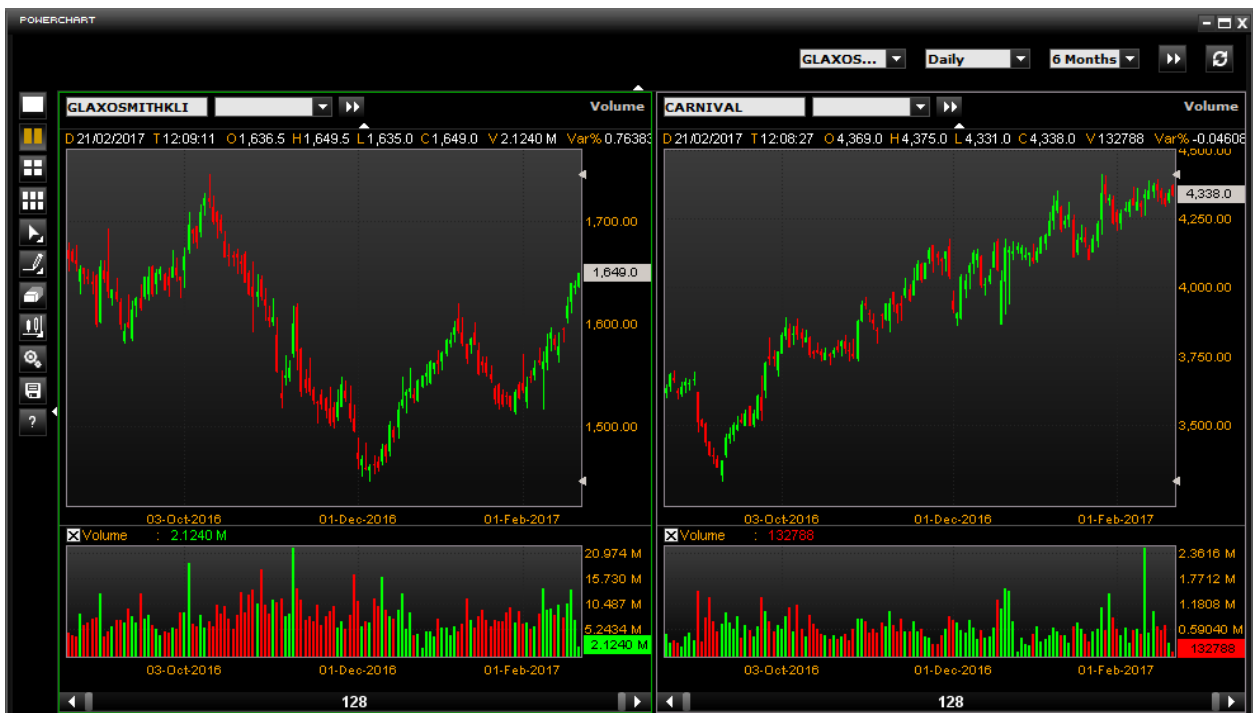 POWERCHART
GLAXOS... Daily 6 Months
GLAXOSMITHKLI Volume
D 21/02/2017 T 12:09:11 O 1,636.5 H 1,649.5 L 1,635.0 C 1,649.0 V 2.1240 M Var% 0.7638
1,700.00
1,649.0
1,600.00
1,500.00
03-Oct-2016 01-Dec-2016 01-Feb-2017
Volume : 2.1240 M
20.974 M
15.730 M
10.487 M
5.2434 M
2.1240 M
03-Oct-2016 01-Dec-2016 01-Feb-2017
128
CARNIVAL Volume
D 21/02/2017 T 12:08:27 O 4,369.0 H 4,375.0 L 4,331.0 C 4,338.0 V 132788 Var% -0.04608
4,500.00
4,338.0
4,250.00
4,000.00
3,750.00
3,500.00
03-Oct-2016 01-Dec-2016 01-Feb-2017
Volume : 132788
2.3616 M
1.7712 M
1.1808 M
0.59040 M
132788
03-Oct-2016 01-Dec-2016 01-Feb-2017
128
?